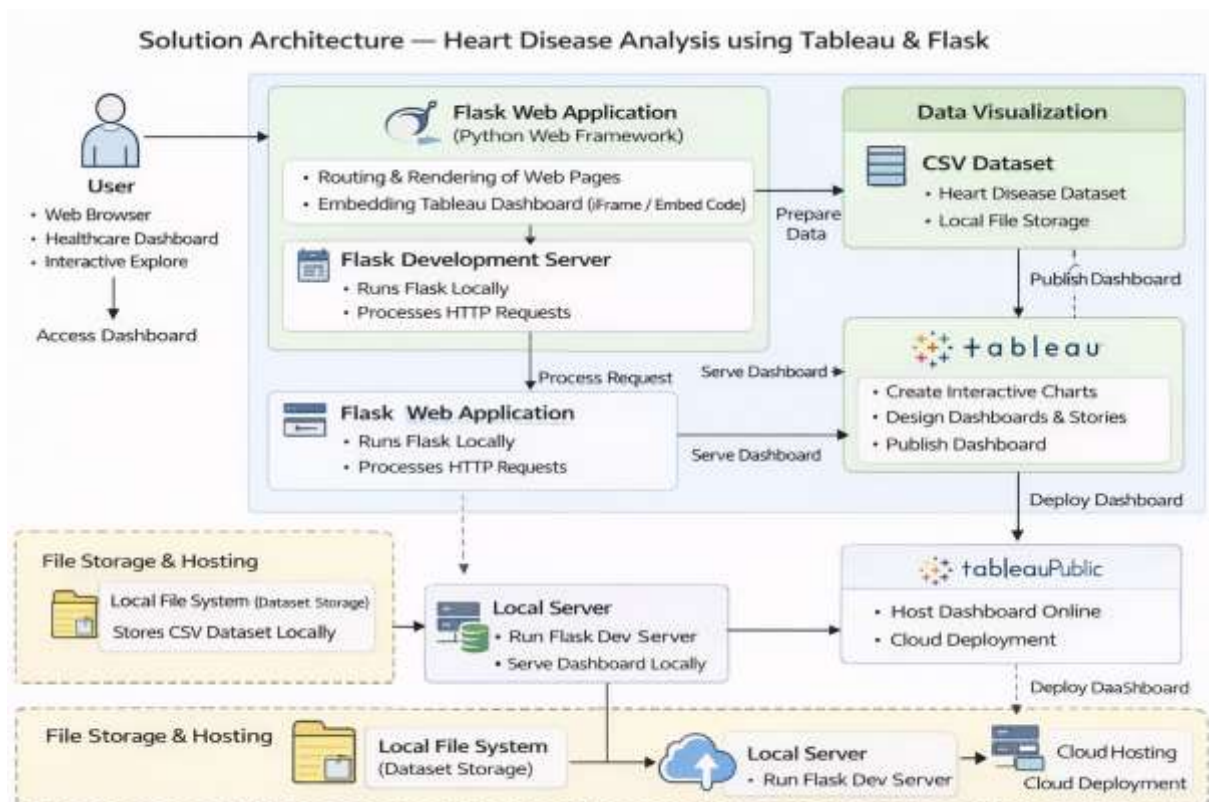 Solution Architecture — Heart Disease Analysis using Tableau & Flask
User
• Web Browser
• Healthcare Dashboard
• Interactive Explore
Access Dashboard
Flask Web Application
(Python Web Framework)
• Routing & Rendering of Web Pages
• Embedding Tableau Dashboard (iFrame / Embed Code)
Flask Development Server
• Runs Flask Locally
• Processes HTTP Requests
Prepare
Data
Data Visualization
CSV Dataset
• Heart Disease Dataset
• Local File Storage
Publish Dashboard
Process Request
Serve Dashboard
+ableau
• Create Interactive Charts
• Design Dashboards & Stories
• Publish Dashboard
Flask Web Application
• Runs Flask Locally
• Processes HTTP Requests
Serve Dashboard
Deploy Dashboard
File Storage & Hosting
Local File System (Dataset Storage)
Stores CSV Dataset Locally
Local Server
• Run Flask Dev Server
• Serve Dashboard Locally
+ableauPublic
• Host Dashboard Online
• Cloud Deployment
Deploy DaaShboard
File Storage & Hosting
Local File System
(Dataset Storage)
Local Server
• Run Flask Dev Server
Cloud Hosting
Cloud Deployment